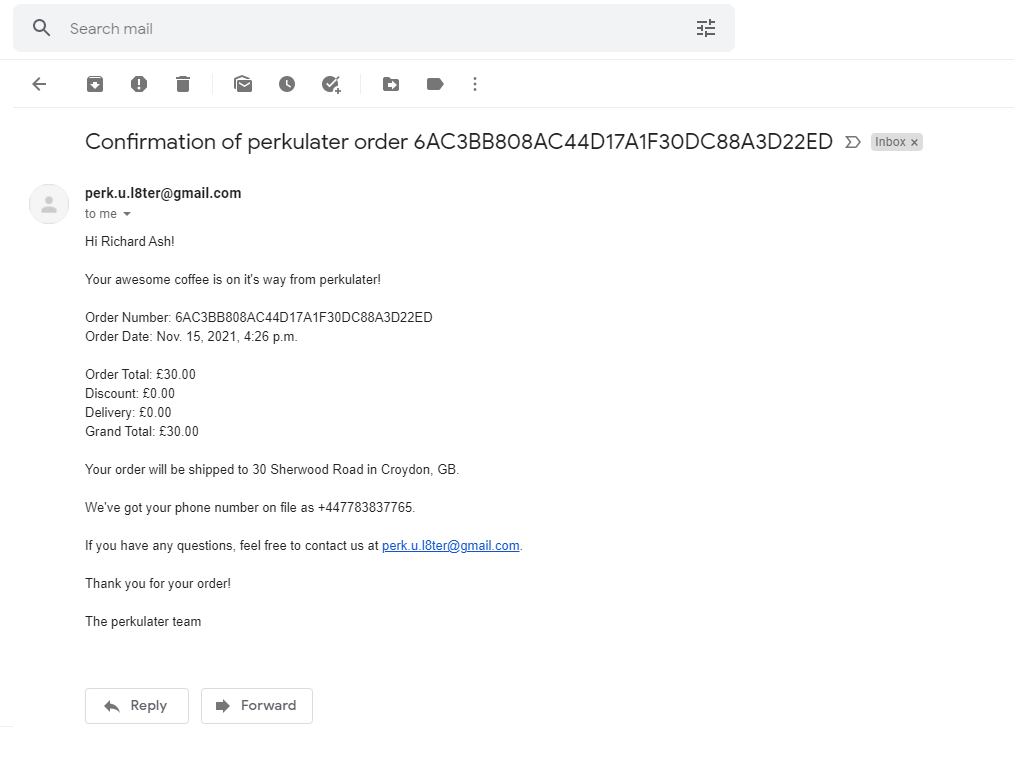 Search mail
Confirmation of perkulater order 6AC3BB808AC44D17A1F30DC88A3D22ED Inbox ×
perk.u.l8ter@gmail.com
to me
Hi Richard Ash!
Your awesome coffee is on it's way from perkulater!
Order Number: 6AC3BB808AC44D17A1F30DC88A3D22ED
Order Date: Nov. 15, 2021, 4:26 p.m.
Order Total: £30.00
Discount: £0.00
Delivery: £0.00
Grand Total: £30.00
Your order will be shipped to 30 Sherwood Road in Croydon, GB.
We've got your phone number on file as +447783837765.
If you have any questions, feel free to contact us at perk.u.l8ter@gmail.com.
Thank you for your order!
The perkulater team
Reply Forward